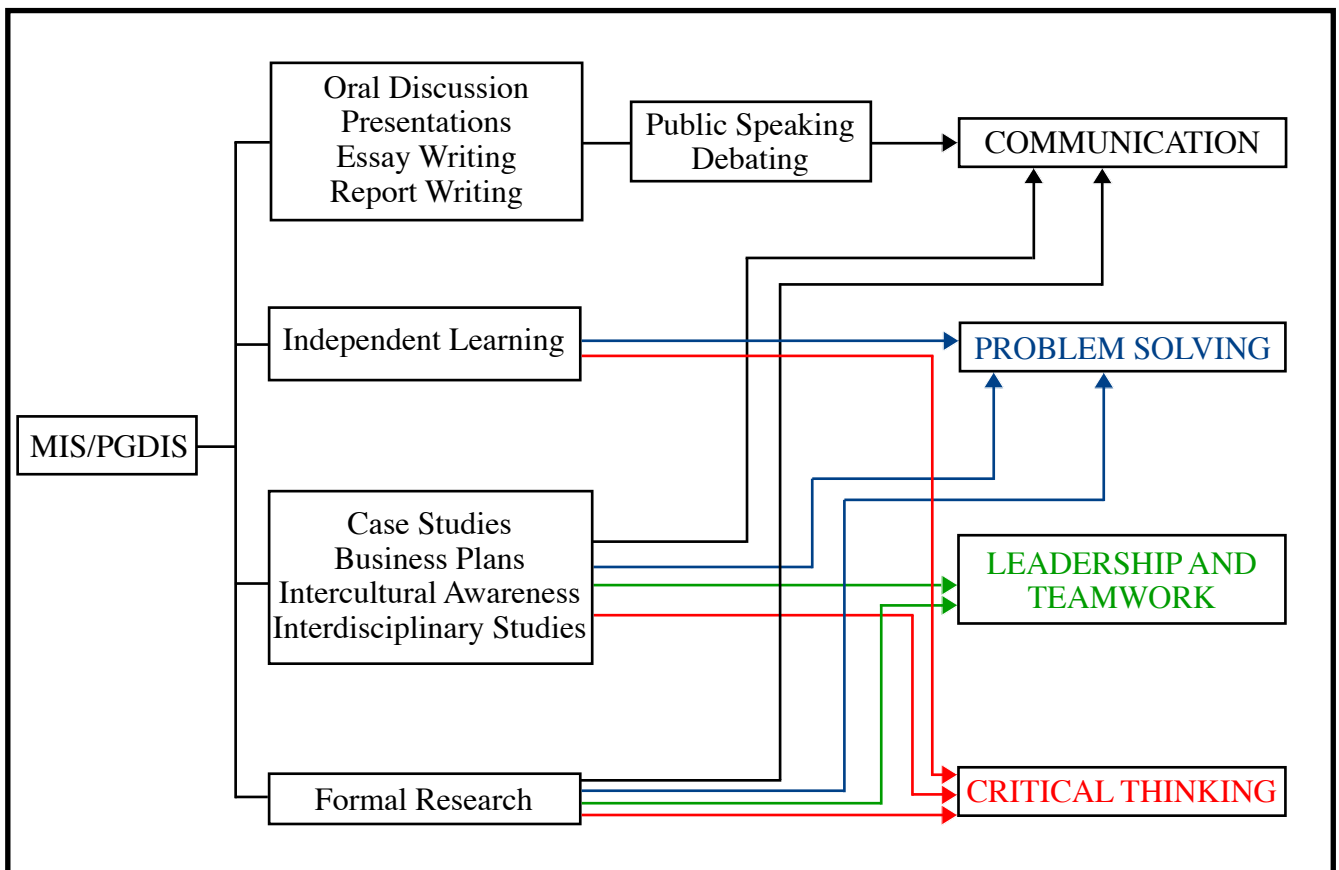 Oral Discussion
Presentations
Essay Writing
Report Writing
Public Speaking
Debating
COMMUNICATION
Independent Learning
PROBLEM SOLVING
MIS/PGDIS
Case Studies
Business Plans
Intercultural Awareness
Interdisciplinary Studies
LEADERSHIP AND
TEAMWORK
Formal Research
CRITICAL THINKING